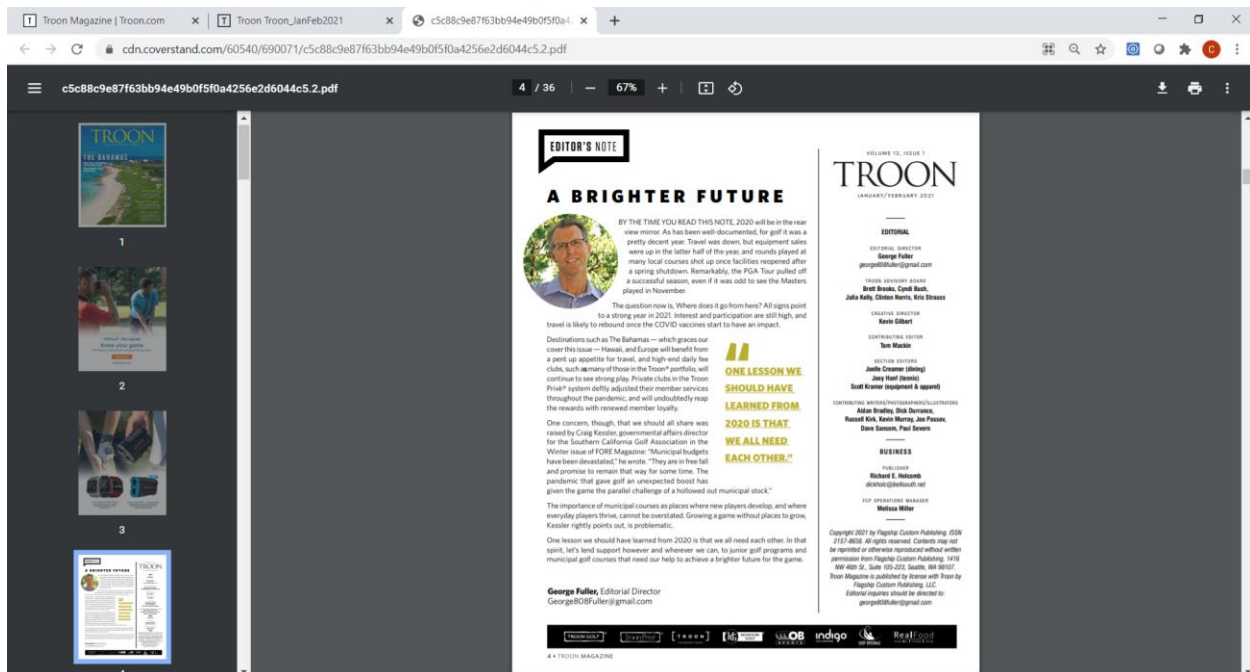 Troon Magazine | Troon.com
Troon Troon_JanFeb2021
c5c88c9e87f63bb94e49b0f5f0a4
cdn.coverstand.com/60540/690071/c5c88c9e87f63bb94e49b0f5f0a4256e2d6044c5.2.pdf
C
c5c88c9e87f63bb94e49b0f5f0a4256e2d6044c5.2.pdf
4 / 36
67%
TROON
THE BAHAMAS
1
Know your game
2
3
EDITOR'S NOTE
A BRIGHTER FUTURE
BY THE TIME YOU READ THIS NOTE, 2020 will be in the rear
view mirror. As has been well-documented, for golf it was a
pretty decent year. Travel was down, but equipment sales
were up in the latter half of the year, and rounds played at
many local courses shot up once facilities reopened after
a spring shutdown. Remarkably, the PGA Tour pulled off
a successful season, even if it was odd to see the Masters
played in November.
The question now is, Where does it go from here? All signs point
to a strong year in 2021. Interest and participation are still high, and
travel is likely to rebound once the COVID vaccines start to have an impact.
Destinations such as The Bahamas — which graces our
cover this issue — Hawaii, and Europe will benefit from
a pent up appetite for travel, and high-end daily fee
clubs, such as many of those in the Troon® portfolio, will
continue to see strong play. Private clubs in the Troon
Privé® system deftly adjusted their member services
throughout the pandemic, and will undoubtedly reap
the rewards with renewed member loyalty.
One concern, though, that we should all share was
raised by Craig Kessler, governmental affairs director
for the Southern California Golf Association in the
Winter issue of FORE Magazine: "Municipal budgets
have been devastated," he wrote. "They are in free fall
and promise to remain that way for some time. The
pandemic that gave golf an unexpected boost has
given the game the parallel challenge of a hollowed out municipal stock."
The importance of municipal courses as places where new players develop, and where
everyday players thrive, cannot be overstated. Growing a game without places to grow,
Kessler rightly points out, is problematic.
One lesson we should have learned from 2020 is that we all need each other. In that
spirit, let's lend support however and wherever we can, to junior golf programs and
municipal golf courses that need our help to achieve a brighter future for the game.
George Fuller, Editorial Director
George808Fuller@gmail.com
"
ONE LESSON WE
SHOULD HAVE
LEARNED FROM
2020 IS THAT
WE ALL NEED
EACH OTHER."
VOLUME 12, ISSUE 1
TROON
JANUARY/FEBRUARY 2021
EDITORIAL
EDITORIAL DIRECTOR
George Fuller
george808fuller@gmail.com
TROON ADVISORY BOARD
Brett Brooks, Cyndi Bush,
Julia Kelly, Clinton Norris, Kris Strauss
CREATIVE DIRECTOR
Kevin Gilbert
CONTRIBUTING EDITOR
Tom Mackin
SECTION EDITORS
Joelle Creamer (dining)
Joey Hanf (tennis)
Scott Kramer (equipment & apparel)
CONTRIBUTING WRITERS/PHOTOGRAPHERS/ILLUSTRATORS
Aidan Bradley, Dick Durrance,
Russell Kirk, Kevin Murray, Joe Passov,
Dave Sansom, Paul Severn
BUSINESS
PUBLISHER
Richard E. Holcomb
dickholc@bellsouth.net
FCP OPERATIONS MANAGER
Melissa Miller
Copyright 2021 by Flagship Custom Publishing. ISSN
2157-8658. All rights reserved. Contents may not
be reprinted or otherwise reproduced without written
permission from Flagship Custom Publishing, 1416
NW 46th St., Suite 105-223, Seattle, WA 98107.
Troon Magazine is published by license with Troon by
Flagship Custom Publishing, LLC.
Editorial inquiries should be directed to:
george808fuller@gmail.com
TROON GOLF Troon Privé [TROON] OB SPORTS indigo RealFood
4 • TROON MAGAZINE